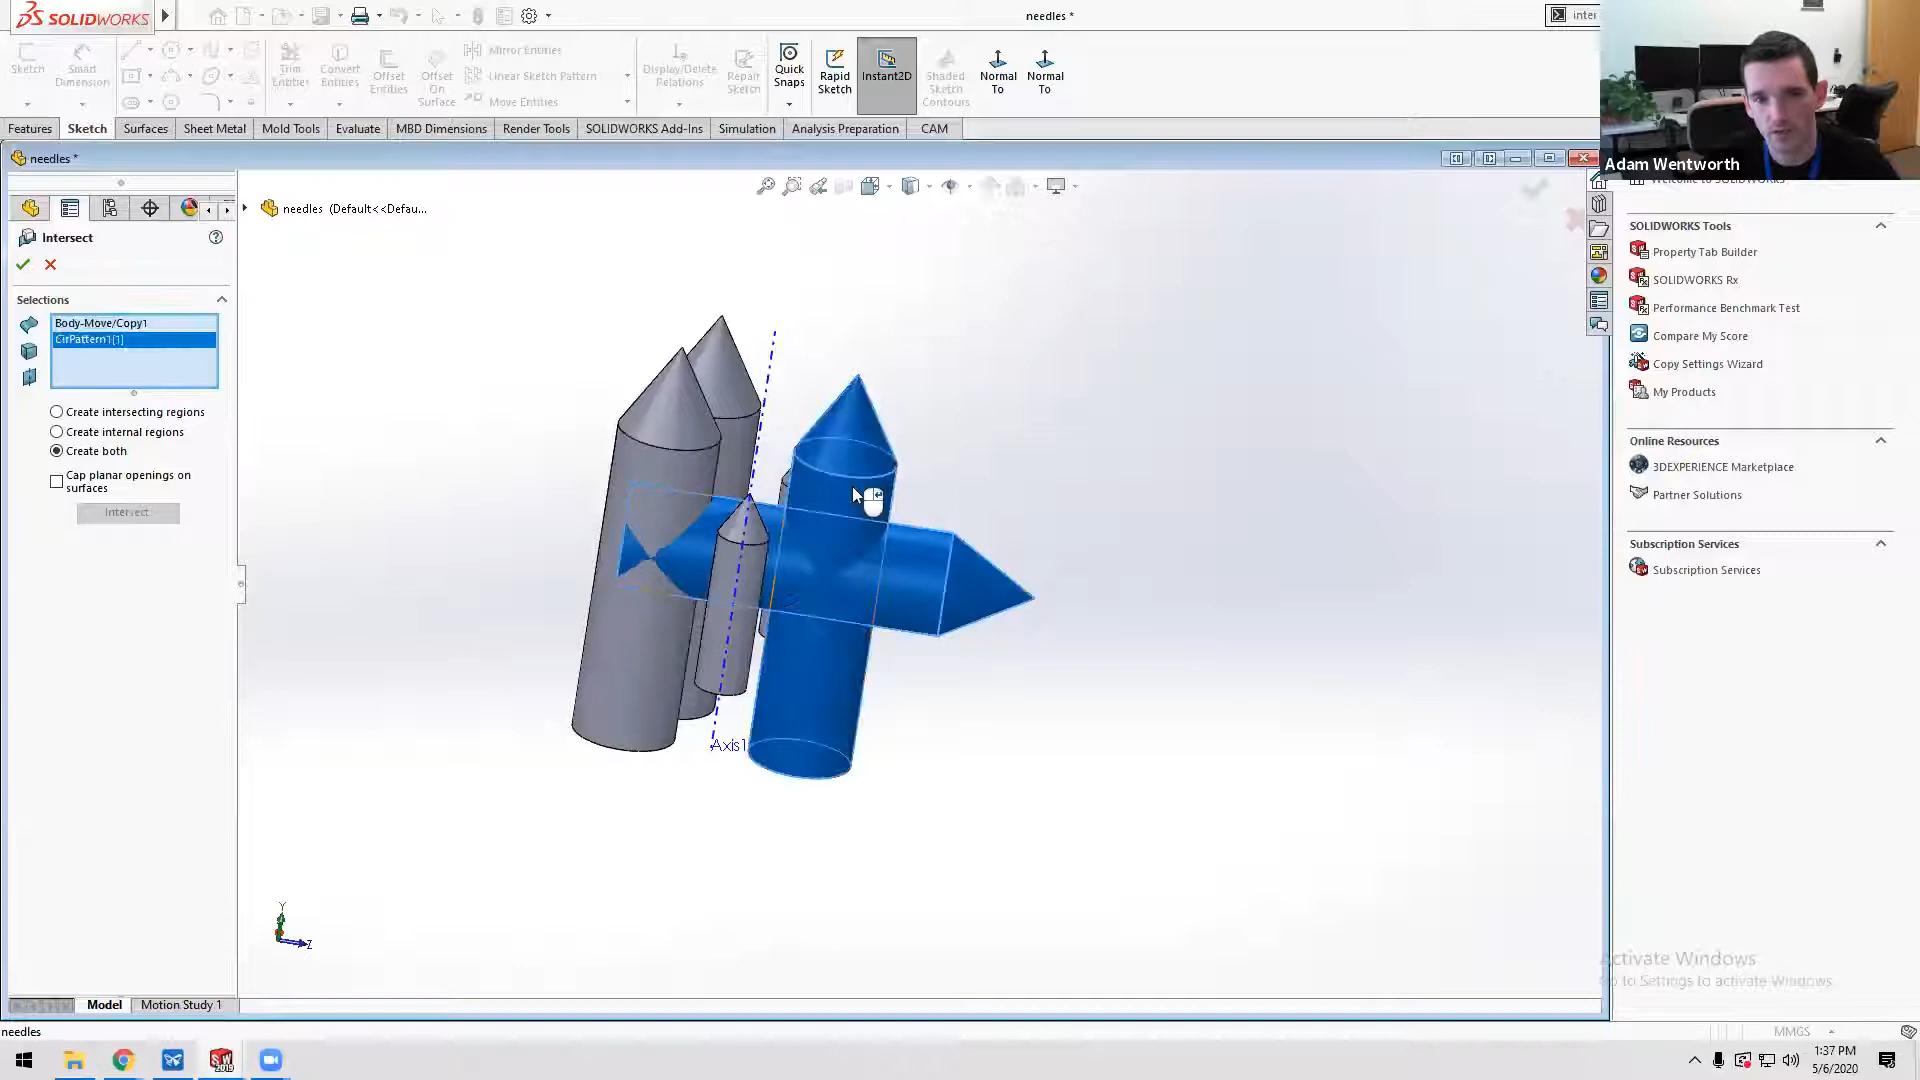 SOLIDWORKS
needles *
inter
Sketch
Smart Dimension
Trim Entities
Convert Entities
Offset Entities
Offset On Surface
Mirror Entities
Linear Sketch Pattern
Move Entities
Display/Delete Relations
Repair Sketch
Quick Snaps
Rapid Sketch
Instant2D
Shaded Sketch Contours
Normal To
Normal To
Features
Sketch
Surfaces
Sheet Metal
Mold Tools
Evaluate
MBD Dimensions
Render Tools
SOLIDWORKS Add-Ins
Simulation
Analysis Preparation
CAM
needles *
Adam Wentworth
Welcome to SOLIDWORKS
needles (Default<<Defau...
Intersect
Selections
Body-Move/Copy1
CirPattern1[1]
Create intersecting regions
Create internal regions
Create both
Cap planar openings on
surfaces
Intersect
Axis1
Y
Z
SOLIDWORKS Tools
Property Tab Builder
SOLIDWORKS Rx
Performance Benchmark Test
Compare My Score
Copy Settings Wizard
My Products
Online Resources
3DEXPERIENCE Marketplace
Partner Solutions
Subscription Services
Subscription Services
Activate Windows
Go to Settings to activate Windows.
Model
Motion Study 1
needles
MMGS
SW
2019
1:37 PM
5/6/2020